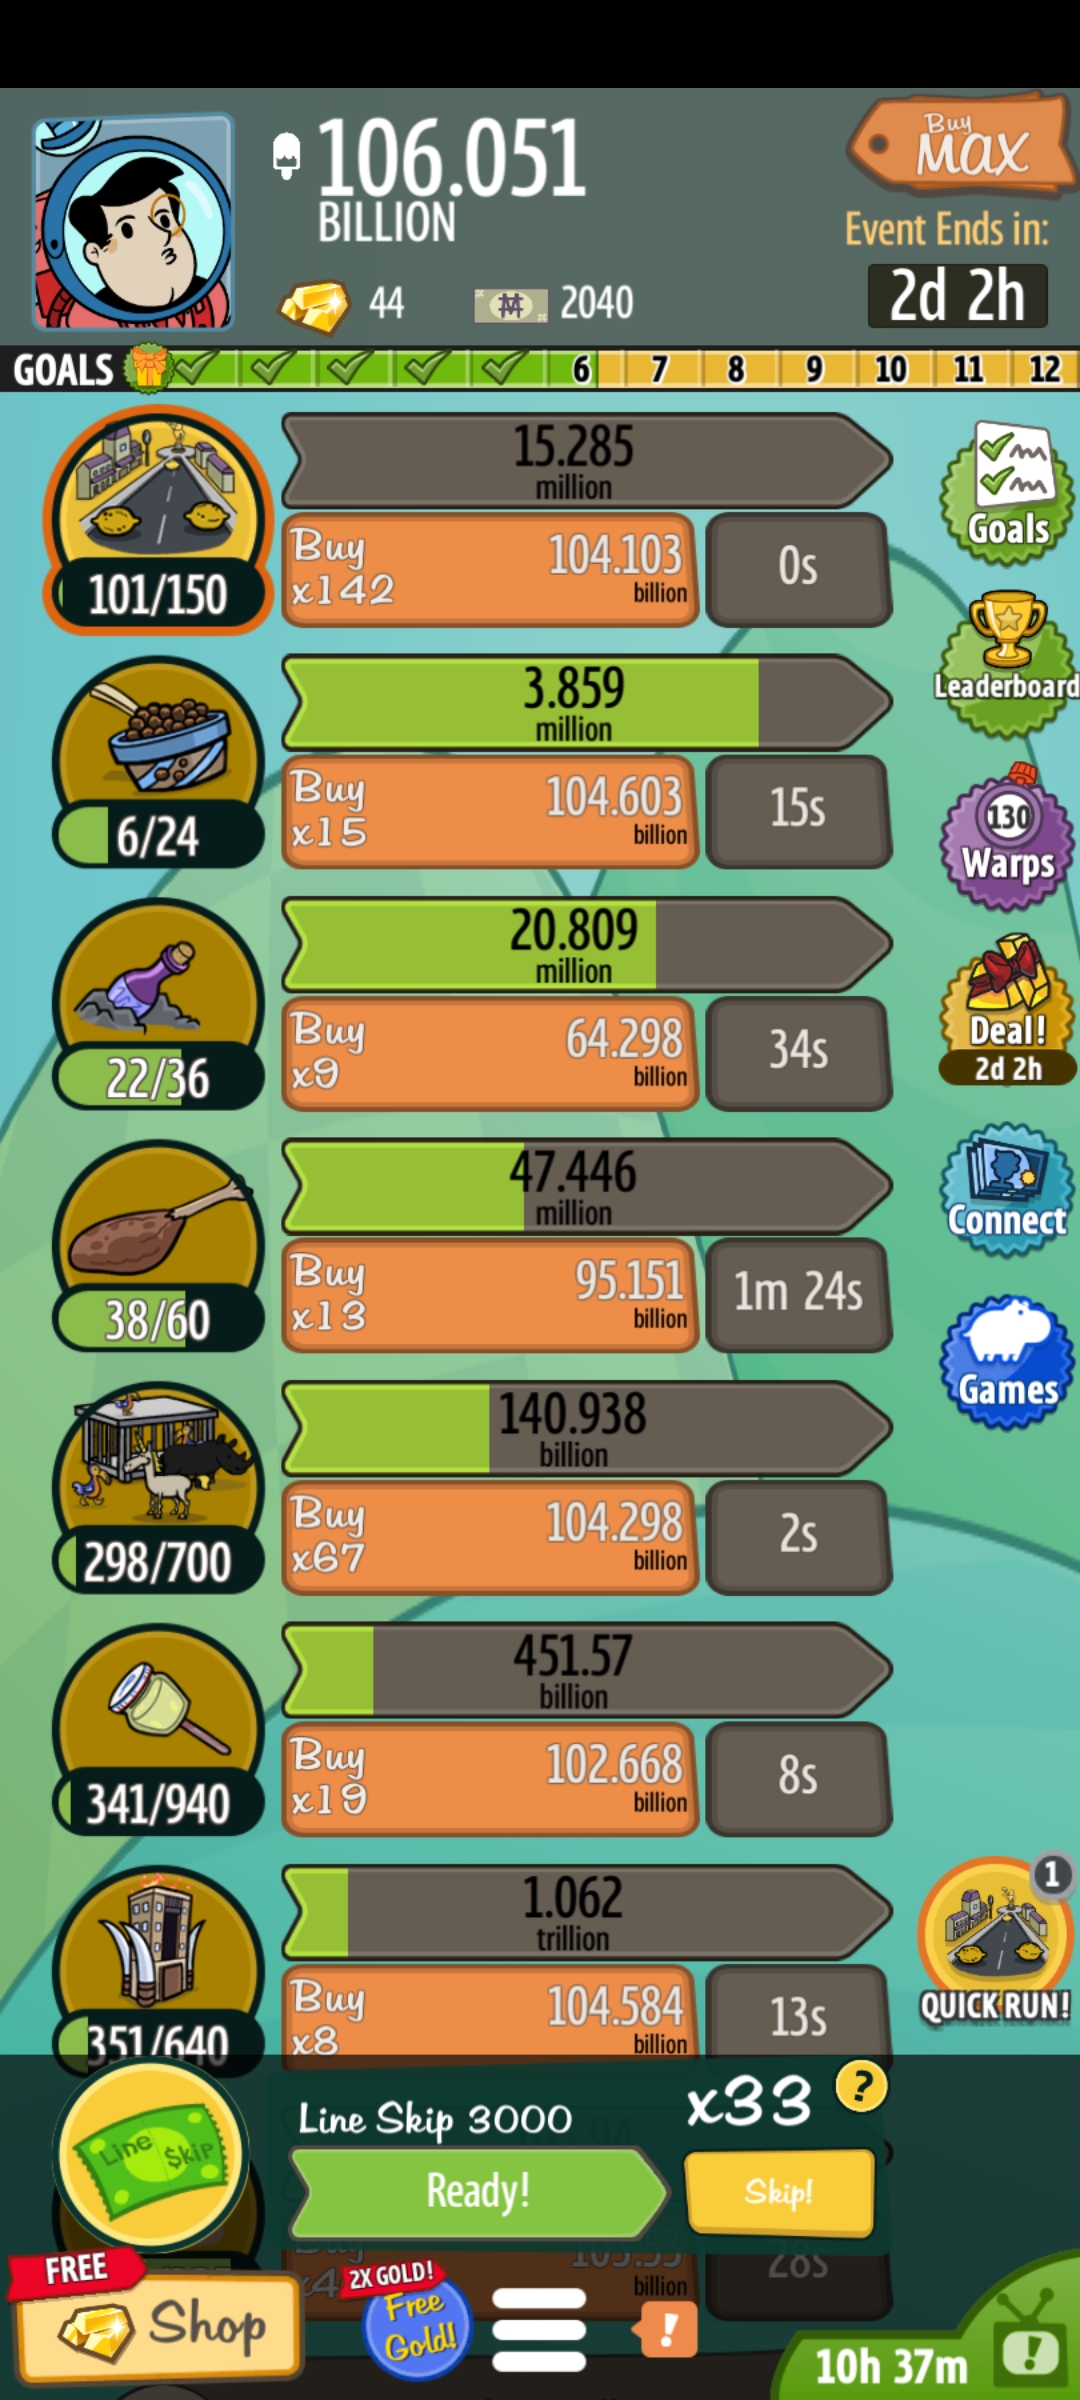 106.051
BILLION
Buy
MAX
Event Ends in:
2d 2h
44
2040
GOALS
6
7
8
9
10
11
12
15.285
million
Buy
x142
104.103
billion
0s
101/150
Goals
3.859
million
Buy
x15
104.603
billion
15s
6/24
Leaderboard
20.809
million
Buy
x9
64.298
billion
34s
22/36
130
Warps
47.446
million
Buy
x13
95.151
billion
1m 24s
38/60
Deal!
2d 2h
140.938
billion
Buy
x67
104.298
billion
2s
298/700
Connect
451.57
billion
Buy
x19
102.668
billion
8s
341/940
Games
1.062
trillion
Buy
x8
104.584
billion
13s
351/640
1
QUICK RUN!
Line Skip
Line Skip 3000
x33
?
Ready!
Skip!
Buy
x4
billion
28s
FREE
Shop
2X GOLD!
Free
Gold!
!
10h 37m
!